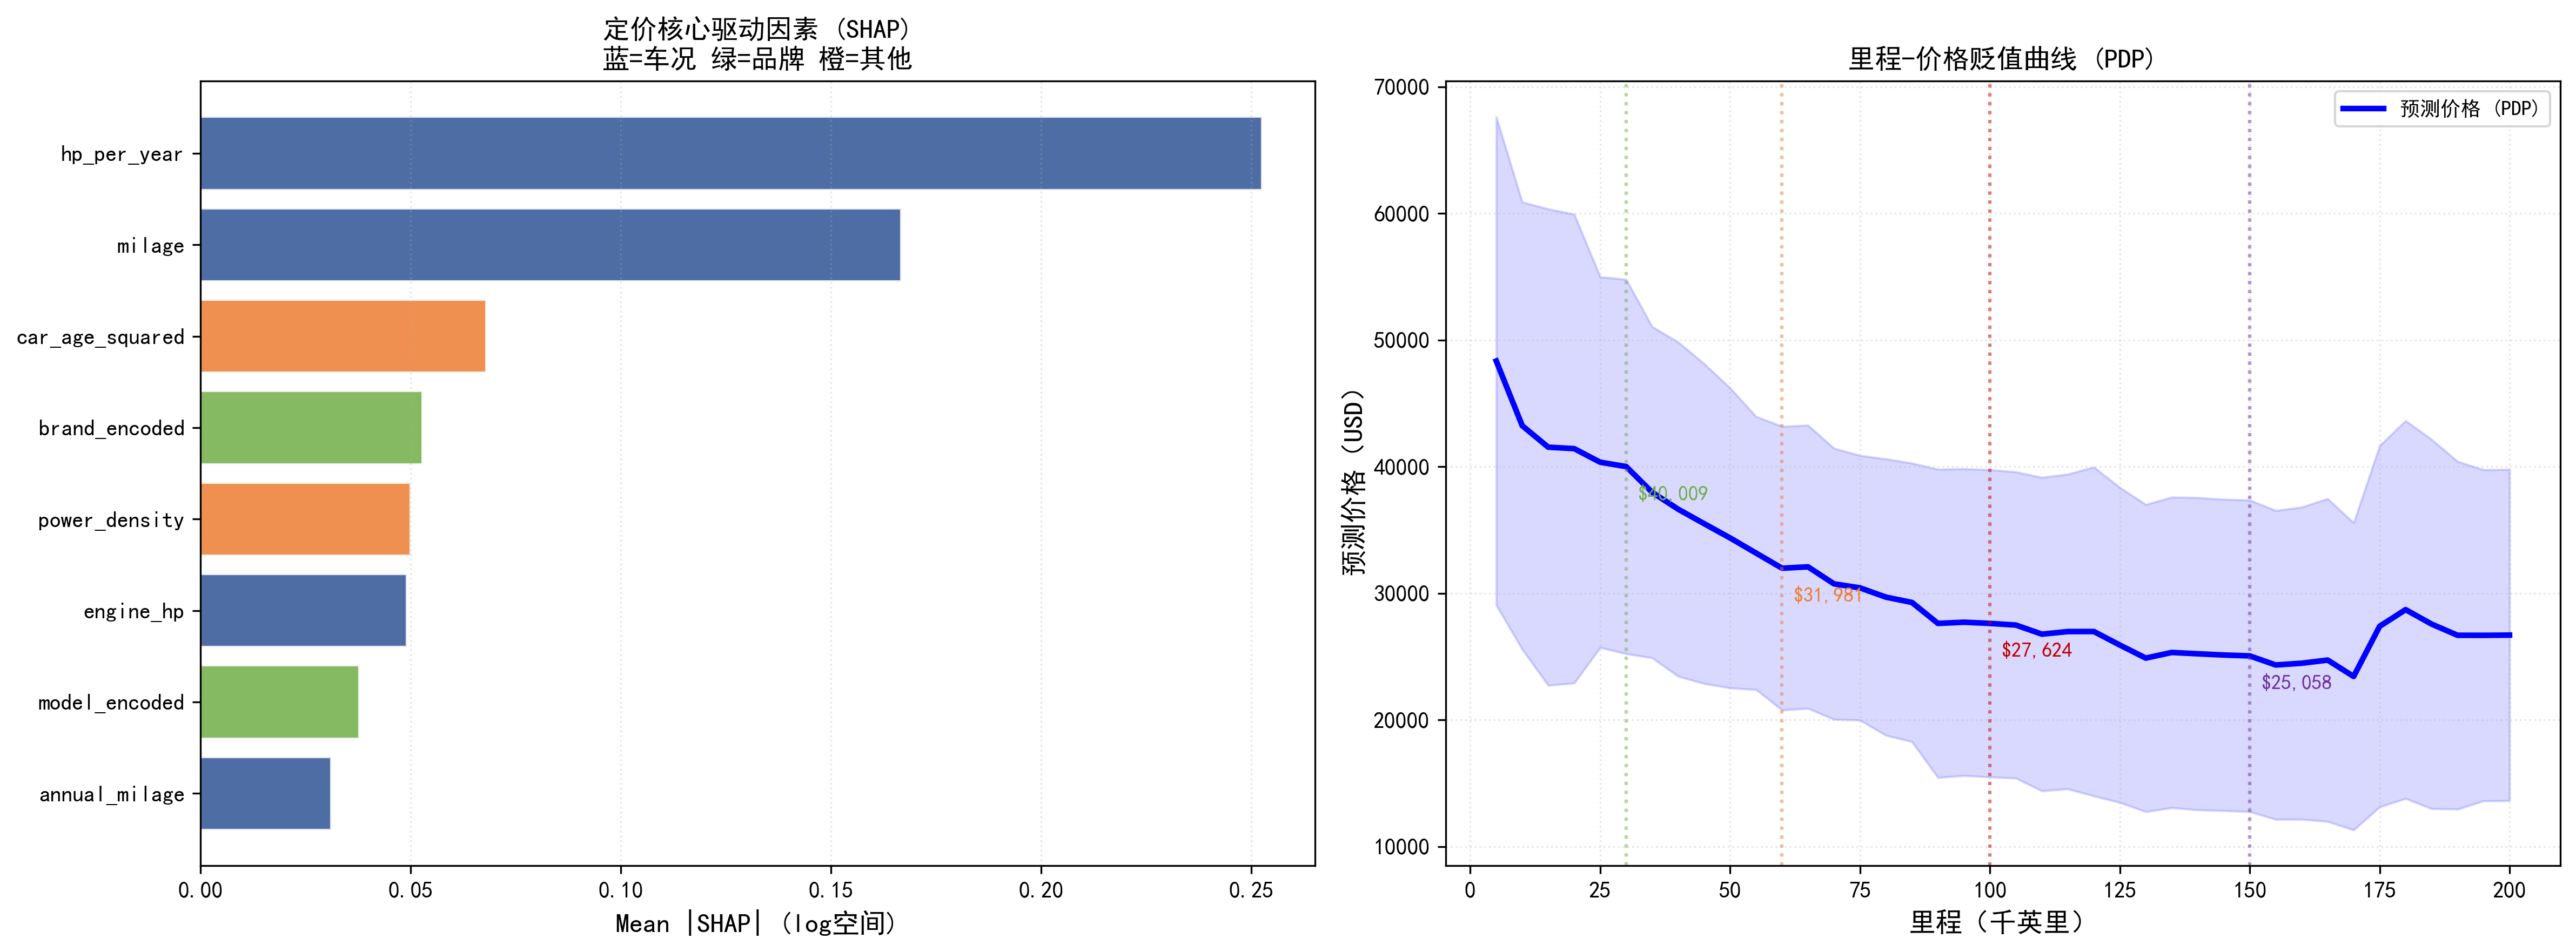 定价核心驱动因素 (SHAP)
蓝=车况 绿=品牌 橙=其他
hp_per_year
milage
car_age_squared
brand_encoded
power_density
engine_hp
model_encoded
annual_milage
0.00 0.05 0.10 0.15 0.20 0.25
Mean |SHAP| (log空间)
里程-价格贬值曲线 (PDP)
预测价格 (PDP)
70000
60000
50000
40000
30000
20000
10000
预测价格（USD）
$40,009
$31,981
$27,624
$25,058
0 25 50 75 100 125 150 175 200
里程（千英里）